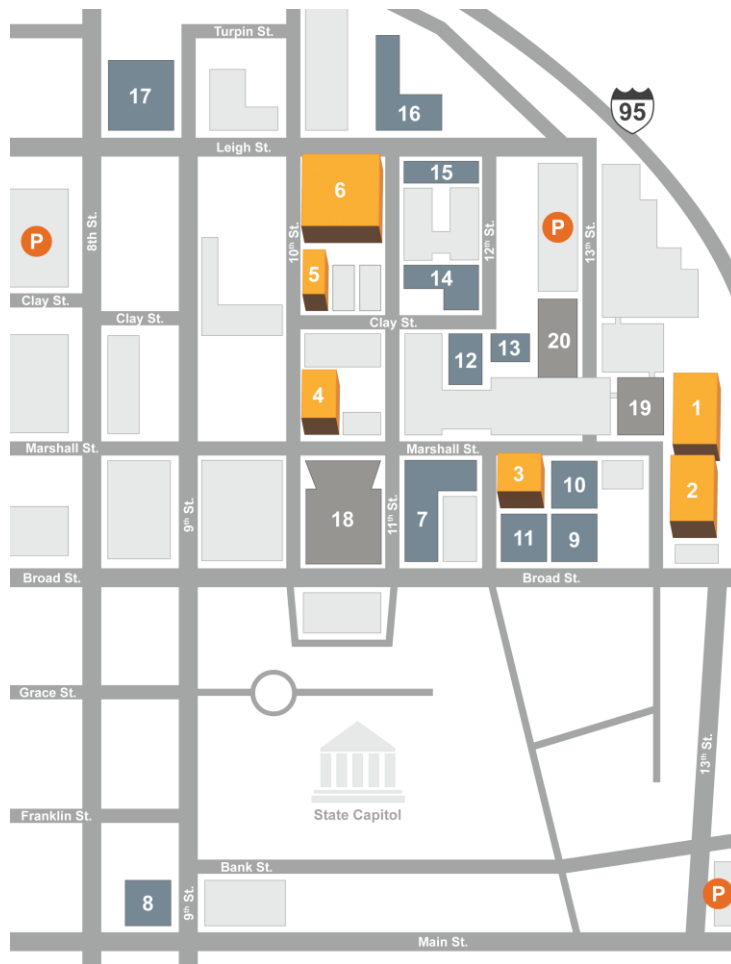 Turpin St.
17
16
95
Leigh St.
15
6
P
P
8th St.
10th St.
12th St.
13th St.
5
14
Clay St.
Clay St.
Clay St.
12
13
20
4
19
1
Marshall St.
Marshall St.
3
10
2
9th St.
18
11th St.
7
11
9
Broad St.
Broad St.
Grace St.
13th St.
State Capitol
Franklin St.
Bank St.
8
9th St.
P
Main St.